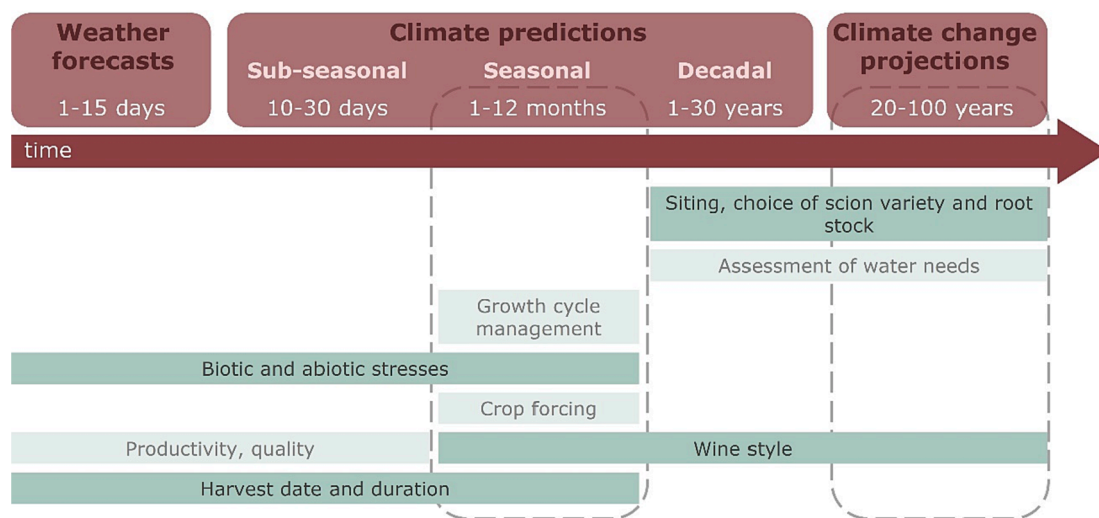 Weather
forecasts
1-15 days
Climate predictions
Sub-seasonal
10-30 days
Seasonal
1-12 months
Decadal
1-30 years
Climate change
projections
20-100 years
time
Siting, choice of scion variety and root
stock
Assessment of water needs
Growth cycle
management
Biotic and abiotic stresses
Crop forcing
Productivity, quality
Wine style
Harvest date and duration